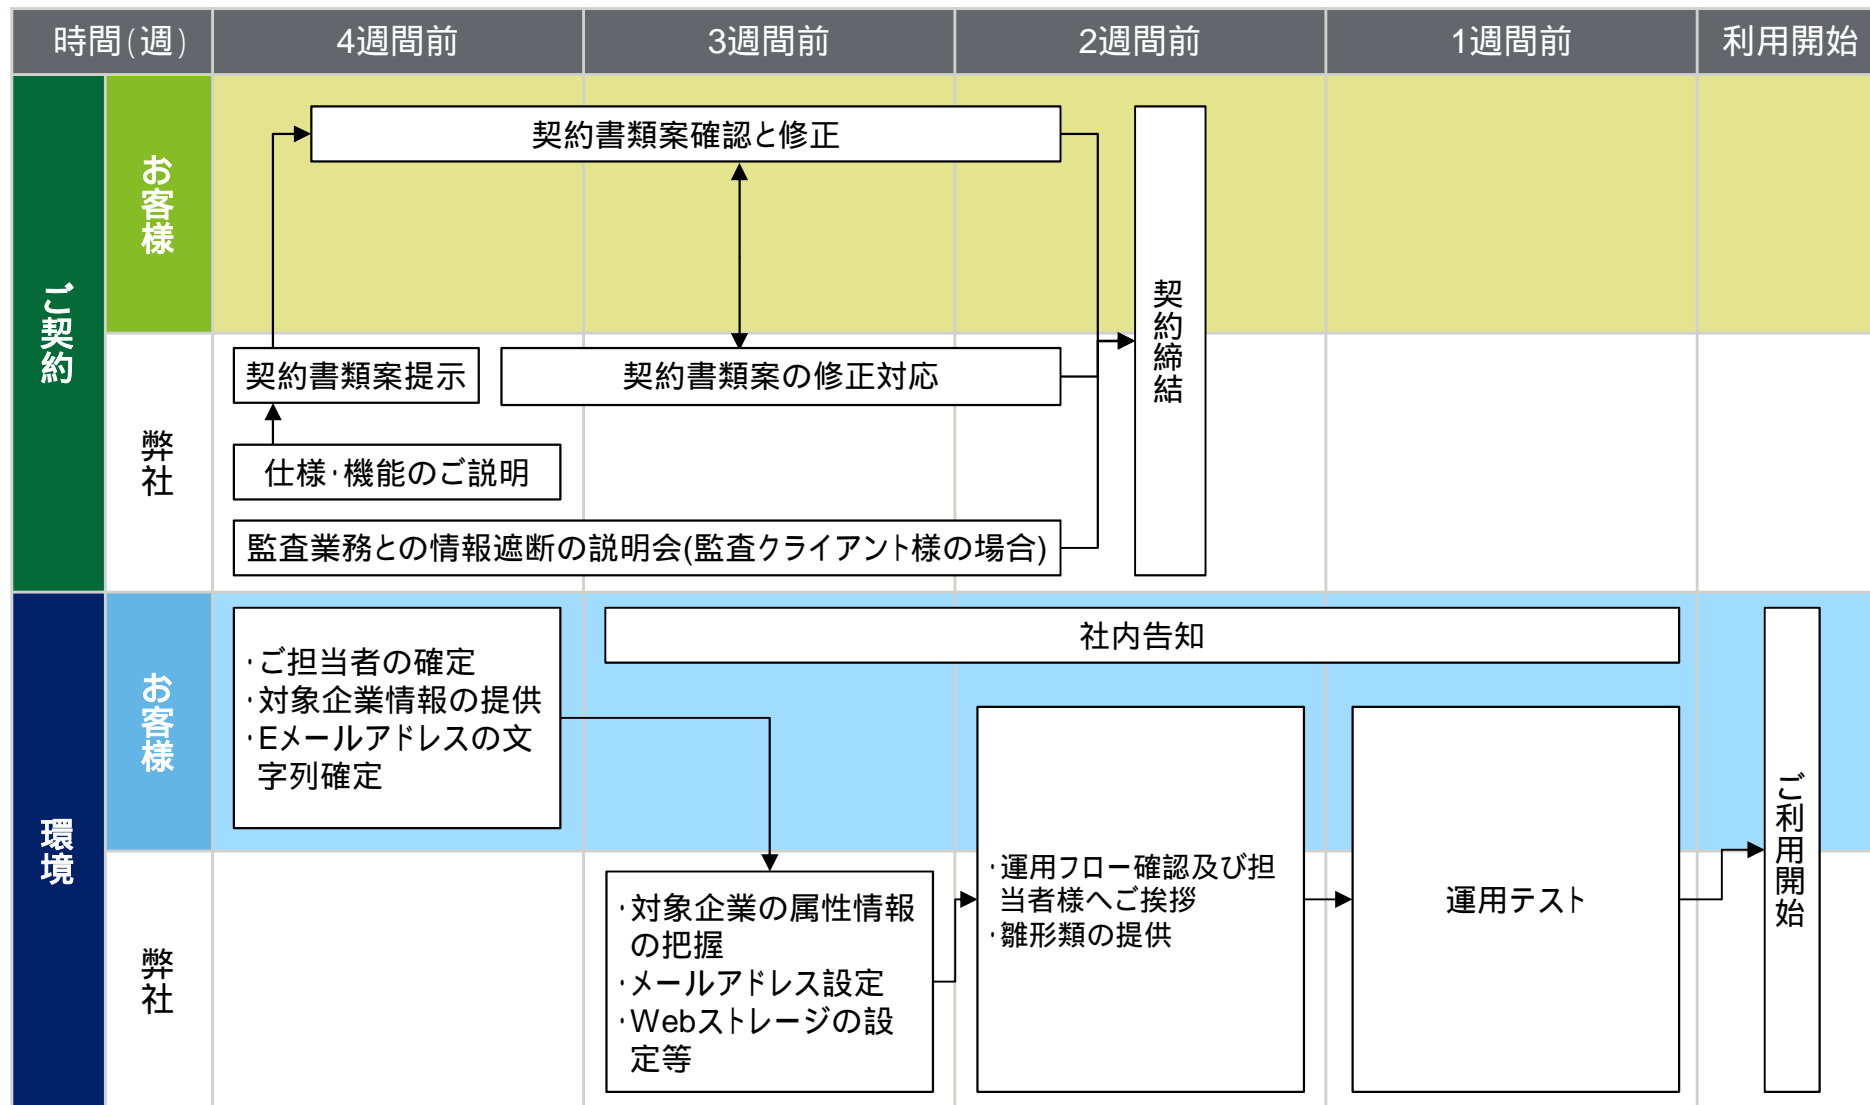 時間(週)
4週間前
3週間前
2週間前
1週間前
利用開始
ご契約
お客様
契約書類案確認と修正
契約締結
弊社
契約書類案提示
契約書類案の修正対応
仕様・機能のご説明
監査業務との情報遮断の説明会(監査クライアント様の場合)
環境
お客様
・ご担当者の確定
・対象企業情報の提供
・Eメールアドレスの文
字列確定
社内告知
ご利用開始
弊社
・対象企業の属性情報
の把握
・メールアドレス設定
・Webストレージの設
定等
・運用フロー確認及び担
当者様へご挨拶
・雛形類の提供
運用テスト